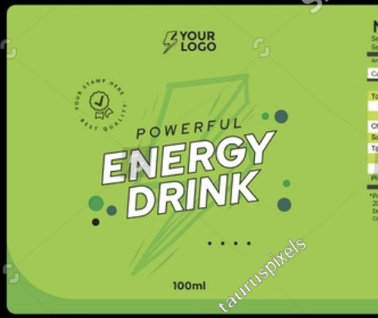 YOUR
LOGO
YOUR STAMP HERE
BEST QUALITY
POWERFUL
ENERGY
DRINK
100ml
tauruspixels